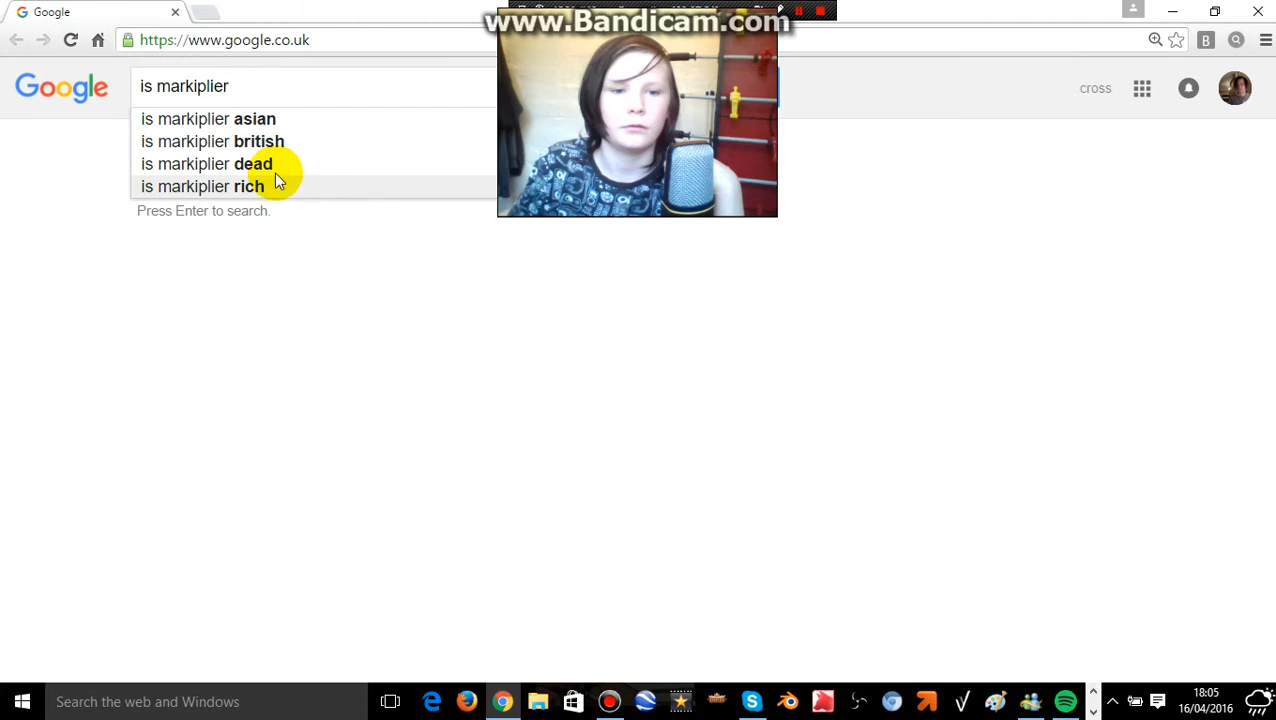 www.Bandicam.com
Google
https://www.google.co.uk
Google
is markiplier
cross
is markiplier asian
is markiplier british
is markiplier dead
is markiplier rich
Press Enter to search.
Search the web and Windows
8:05
16/04/2016